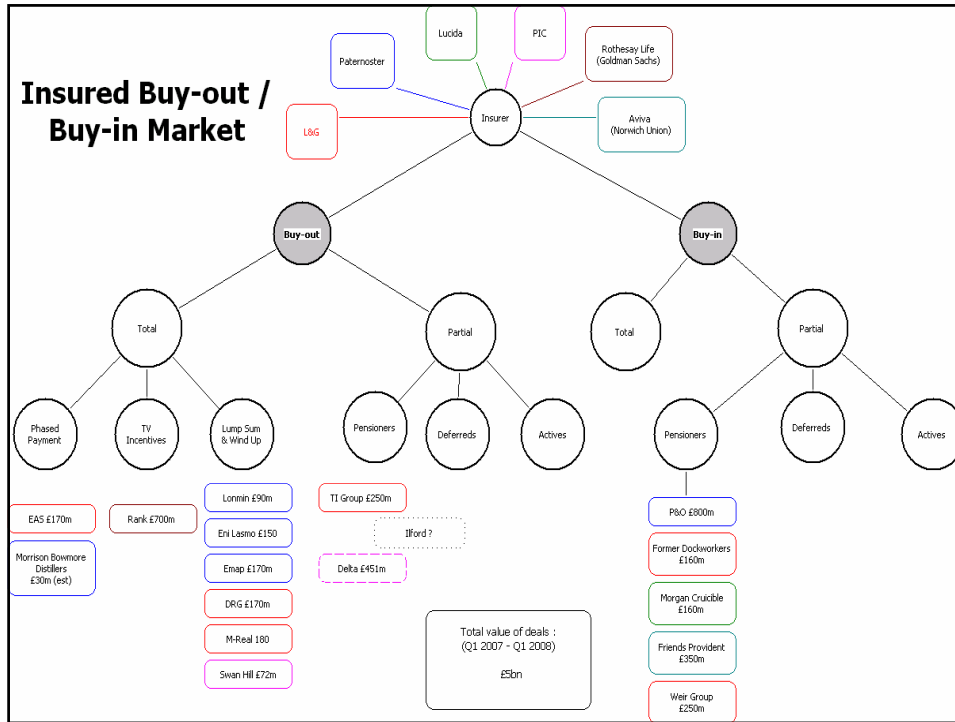 Insured Buy-out /
Buy-in Market
Lucida
PIC
Paternoster
Rothesay Life
(Goldman Sachs)
L&G
Insurer
Aviva
(Norwich Union)
Buy-out
Buy-in
Total
Partial
Total
Partial
Phased
Payment
TV
Incentives
Lump Sum
& Wind Up
Pensioners
Deferreds
Actives
Pensioners
Deferreds
Actives
EAS £170m
Morrison Bowmore
Distillers
£30m (est)
Rank £700m
Lonmin £90m
Eni Lasmo £150
Emap £170m
DRG £170m
M-Real 180
Swan Hill £72m
TI Group £250m
Ilford ?
Delta £451m
Total value of deals :
(Q1 2007 - Q1 2008)
£5bn
P&O £800m
Former Dockworkers
£160m
Morgan Cruicible
£160m
Friends Provident
£350m
Weir Group
£250m